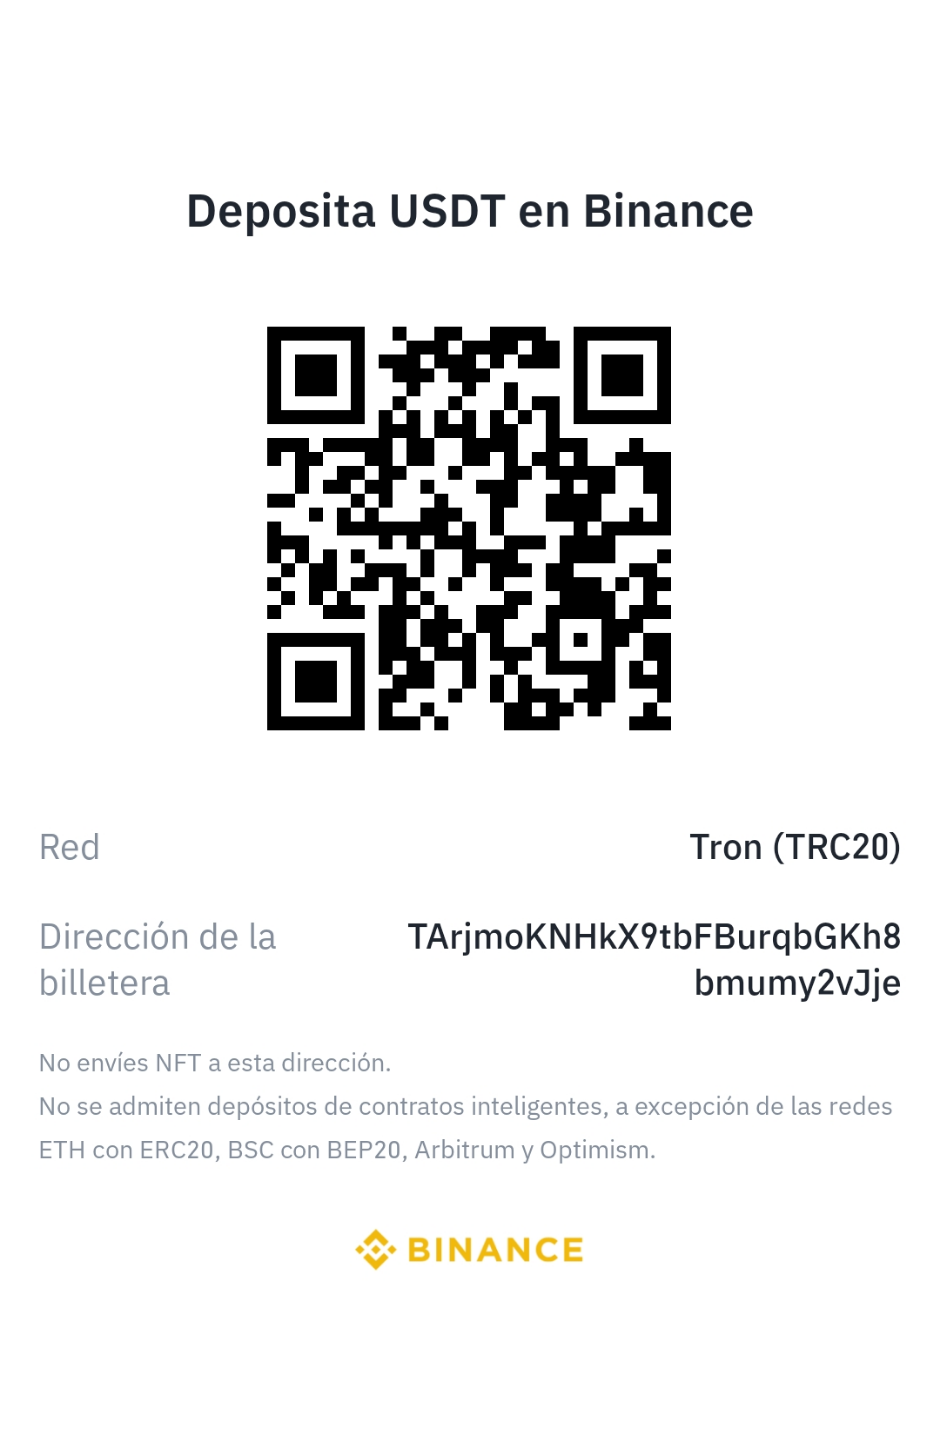 Deposita USDT en Binance
Red
Tron (TRC20)
Dirección de la
billetera
TArjmoKNHkX9tbFBurqbGKh8
bmumy2vJje
No envíes NFT a esta dirección.
No se admiten depósitos de contratos inteligentes, a excepción de las redes
ETH con ERC20, BSC con BEP20, Arbitrum y Optimism.
BINANCE